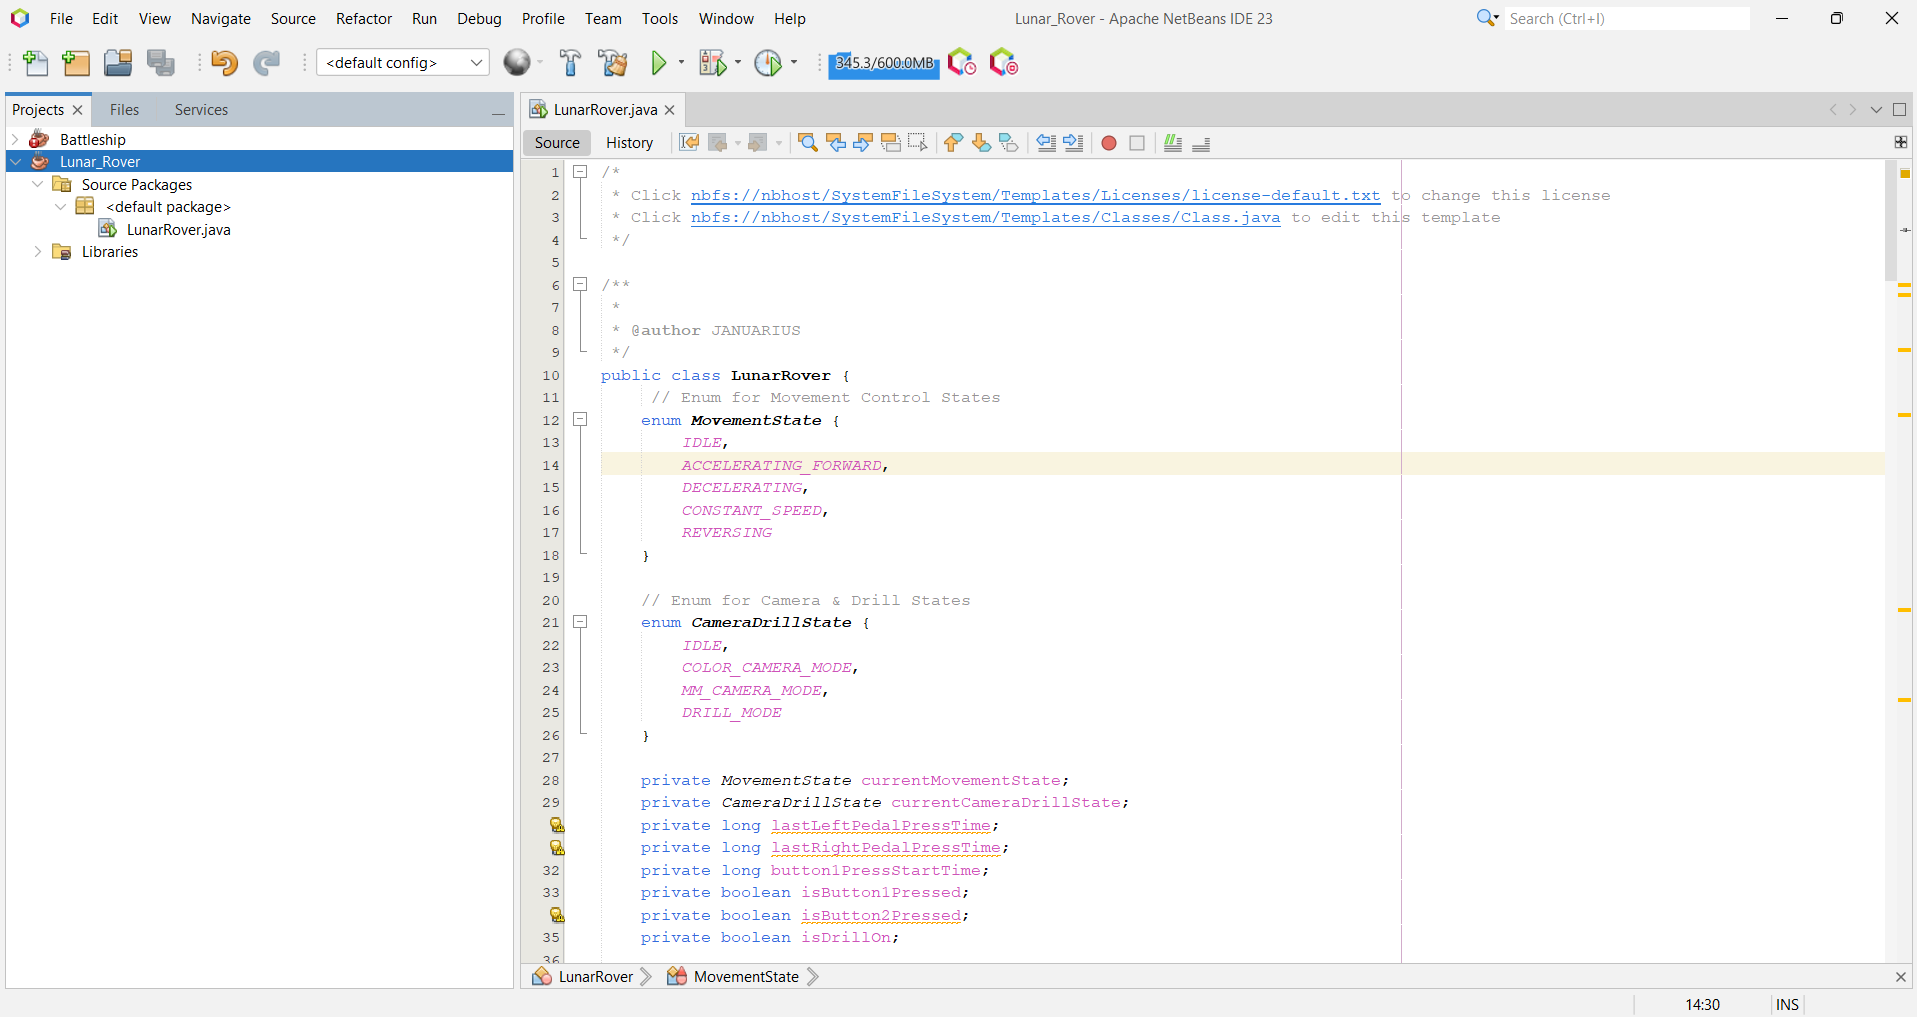 File Edit View Navigate Source Refactor Run Debug Profile Team Tools Window Help
Lunar_Rover - Apache NetBeans IDE 23
Search (Ctrl+I)
<default config>
345.3/600.0MB
Projects Files Services
Battleship
Lunar_Rover
Source Packages
<default package>
LunarRover.java
Libraries
LunarRover.java
Source History
1 /*
2 * Click nbfs://nbhost/SystemFileSystem/Templates/Licenses/license-default.txt to change this license
3 * Click nbfs://nbhost/SystemFileSystem/Templates/Classes/Class.java to edit this template
4 */
5
6 /**
7 *
8 * @author JANUARIUS
9 */
10 public class LunarRover {
11 // Enum for Movement Control States
12 enum MovementState {
13 IDLE,
14 ACCELERATING_FORWARD,
15 DECELERATING,
16 CONSTANT_SPEED,
17 REVERSING
18 }
19
20 // Enum for Camera & Drill States
21 enum CameraDrillState {
22 IDLE,
23 COLOR_CAMERA_MODE,
24 MM_CAMERA_MODE,
25 DRILL_MODE
26 }
27
28 private MovementState currentMovementState;
29 private CameraDrillState currentCameraDrillState;
private long lastLeftPedalPressTime;
private long lastRightPedalPressTime;
32 private long button1PressStartTime;
33 private boolean isButton1Pressed;
private boolean isButton2Pressed;
35 private boolean isDrillOn;
36
LunarRover MovementState
14:30 INS